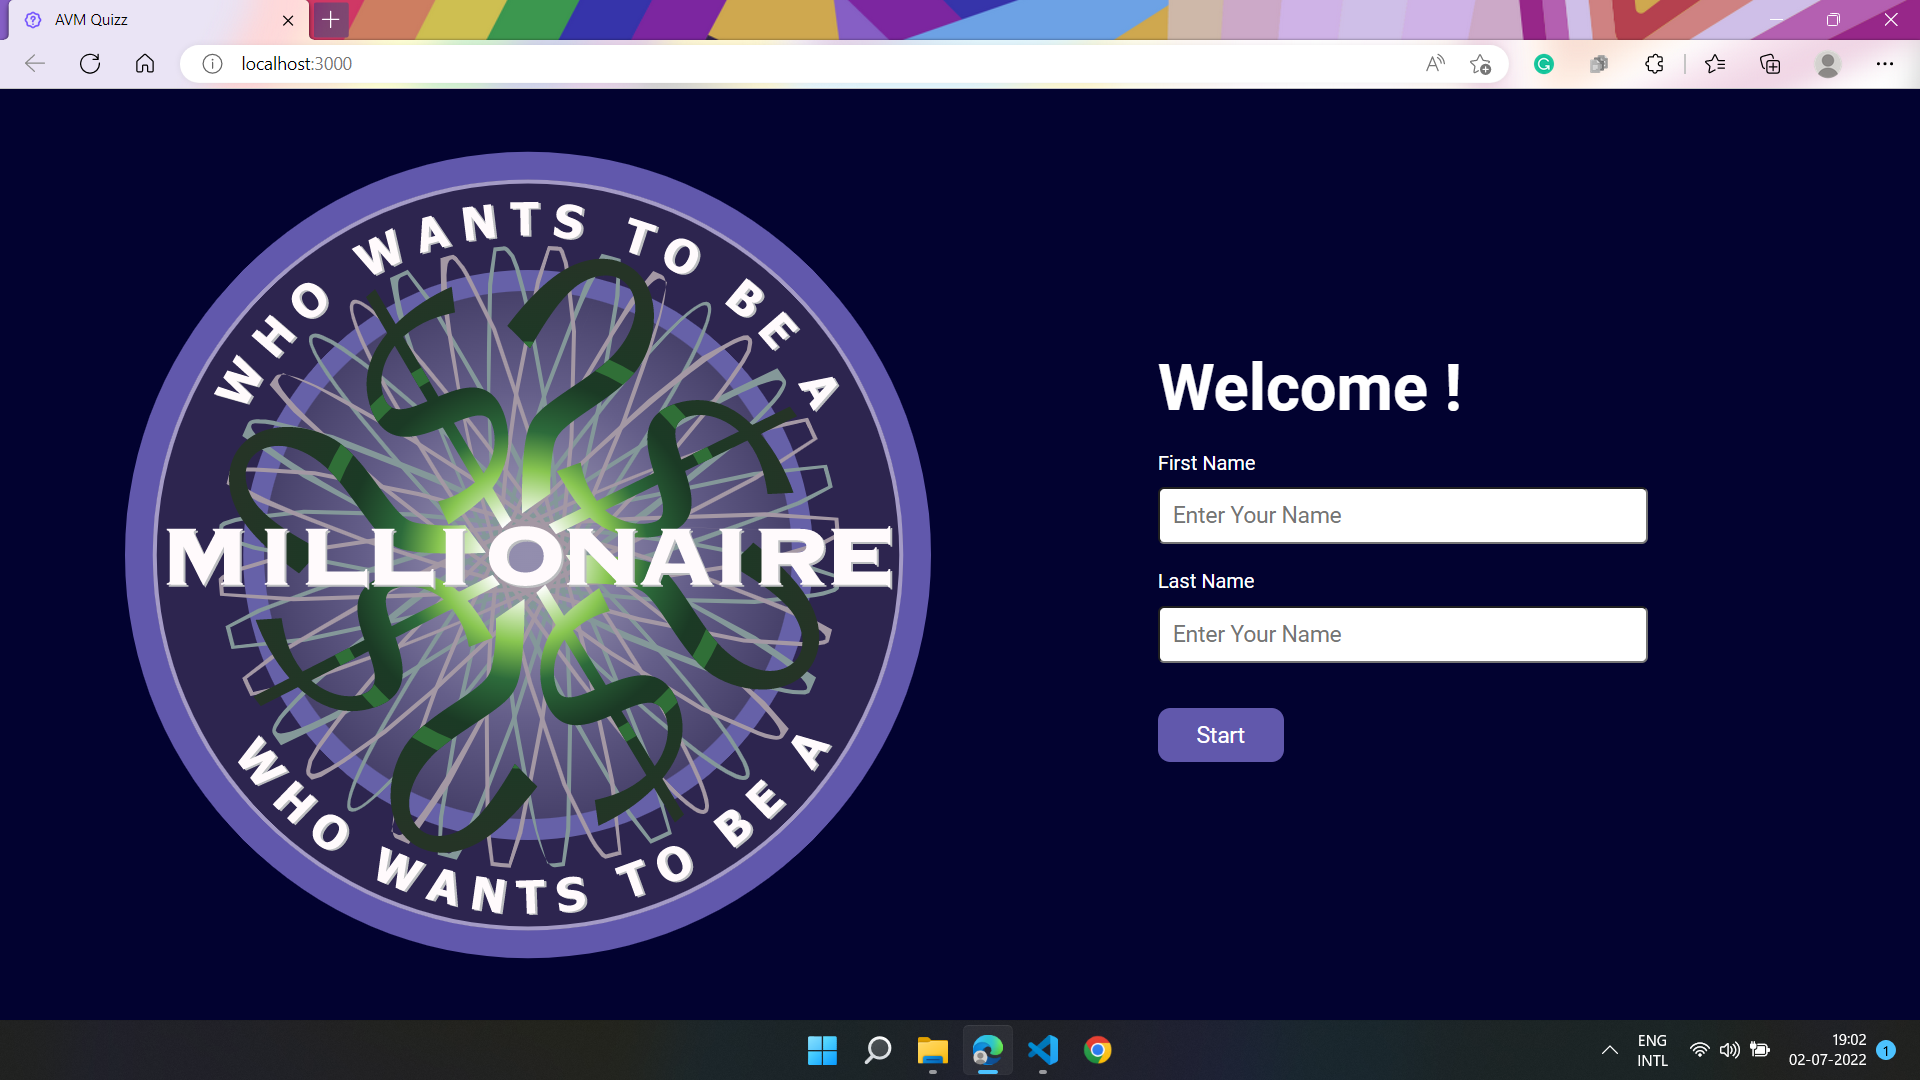 AVM Quizz
localhost:3000
WHO WANTS TO BE A
MILLIONAIRE
WHO WANTS TO BE A
Welcome !
First Name
Enter Your Name
Last Name
Enter Your Name
Start
ENG
INTL
19:02
02-07-2022
1